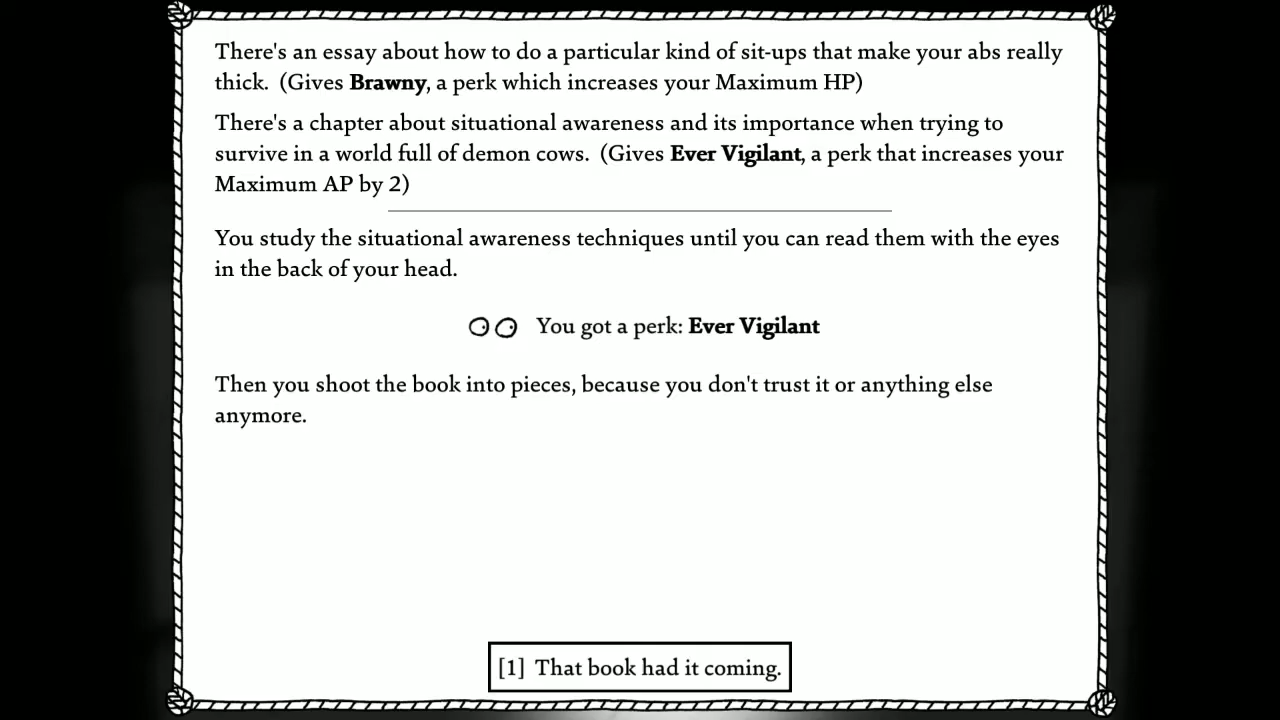 There's an essay about how to do a particular kind of sit-ups that make your abs really
thick.  (Gives Brawny, a perk which increases your Maximum HP)
There's a chapter about situational awareness and its importance when trying to
survive in a world full of demon cows.  (Gives Ever Vigilant, a perk that increases your
Maximum AP by 2)
You study the situational awareness techniques until you can read them with the eyes
in the back of your head.
You got a perk: Ever Vigilant
Then you shoot the book into pieces, because you don't trust it or anything else
anymore.
[1]  That book had it coming.